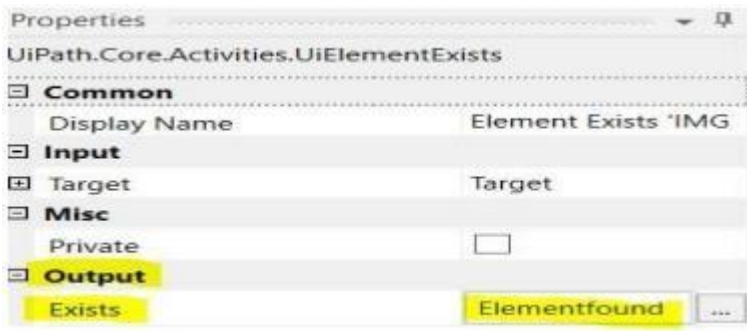 Properties
UiPath.Core.Activities.UiElementExists
Common
Display Name Element Exists 'IMG
Input
Target Target
Misc
Private
Output
Exists Elementfound ...